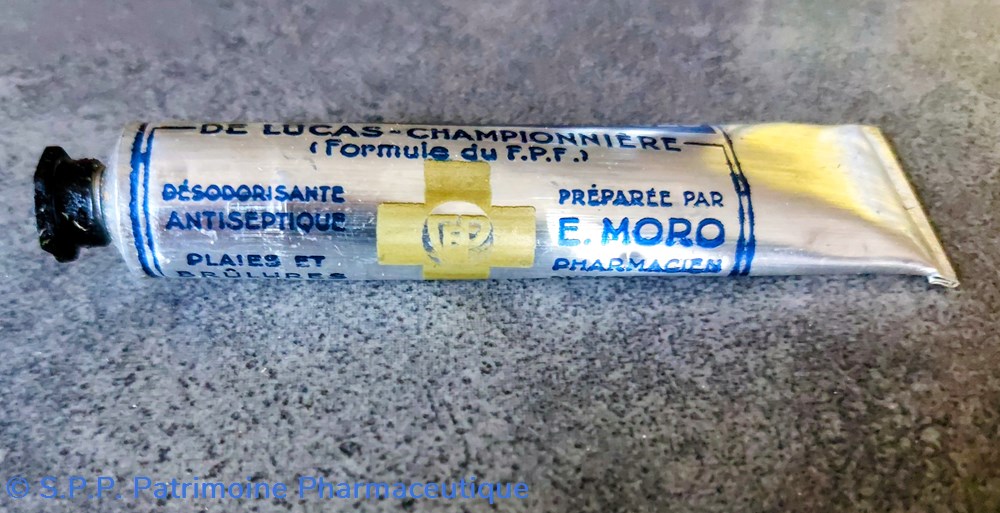 DE LUCAS-CHAMPIONNIÈRE
(Formule du F.P.F.)
DÉSODORISANTE
ANTISEPTIQUE
PLAIES ET
BRÛLURES
PRÉPARÉE PAR
E. MORO
PHARMACIEN
© S.P.P. Patrimoine Pharmaceutique